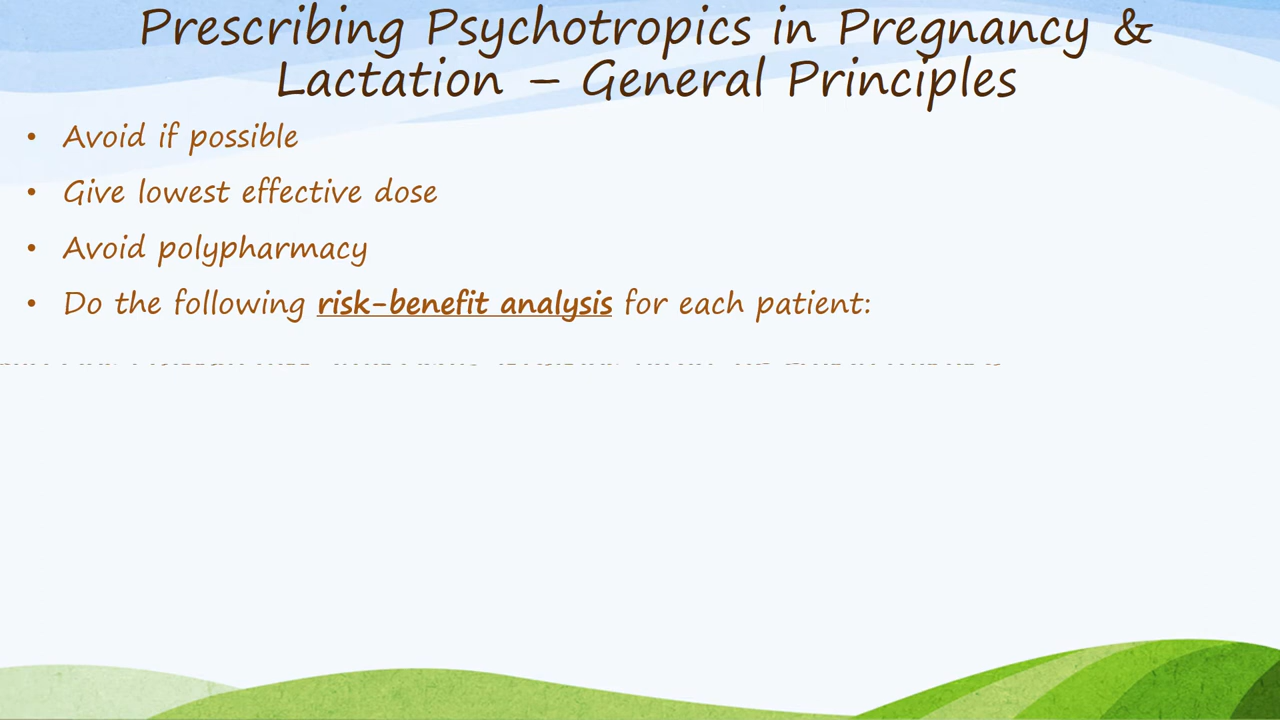 Prescribing Psychotropics in Pregnancy &
Lactation – General Principles
• Avoid if possible
• Give lowest effective dose
• Avoid polypharmacy
• Do the following risk-benefit analysis for each patient: